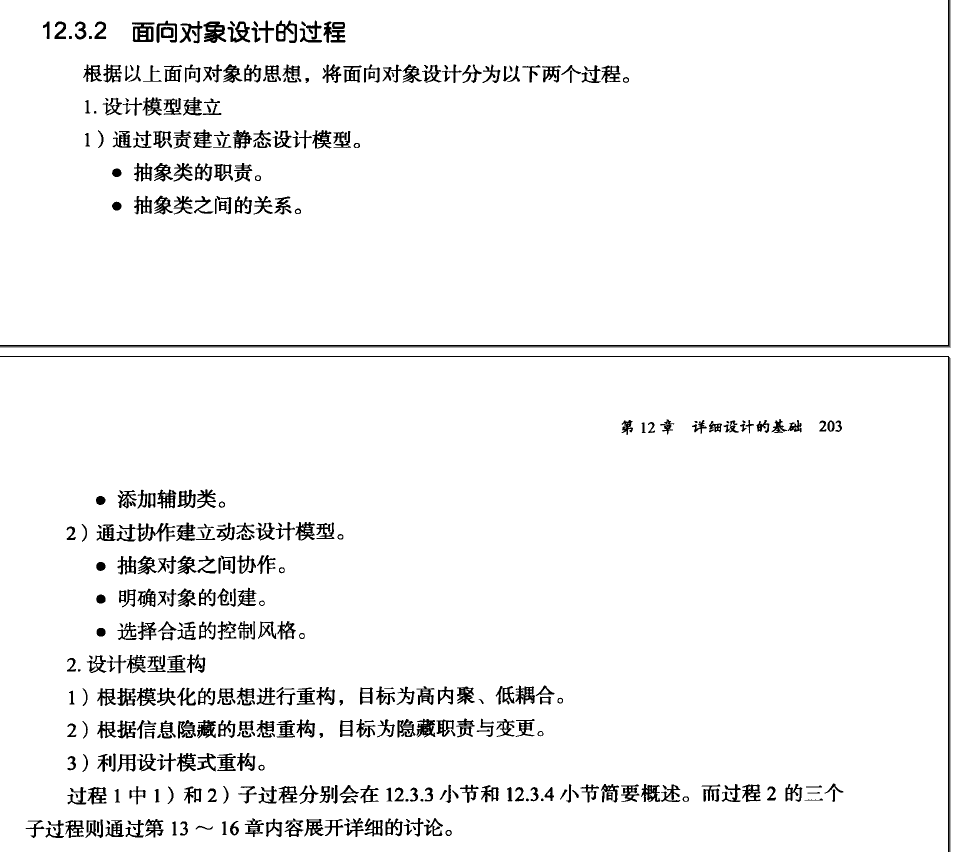 12.3.2 面向对象设计的过程
根据以上面向对象的思想，将面向对象设计分为以下两个过程。
1. 设计模型建立
1）通过职责建立静态设计模型。
● 抽象类的职责。
● 抽象类之间的关系。
第 12 章 详细设计的基础 203
● 添加辅助类。
2）通过协作建立动态设计模型。
● 抽象对象之间协作。
● 明确对象的创建。
● 选择合适的控制风格。
2. 设计模型重构
1）根据模块化的思想进行重构，目标为高内聚、低耦合。
2）根据信息隐藏的思想重构，目标为隐藏职责与变更。
3）利用设计模式重构。
过程 1 中 1）和 2）子过程分别会在 12.3.3 小节和 12.3.4 小节简要概述。而过程 2 的三个
子过程则通过第 13 ～ 16 章内容展开详细的讨论。